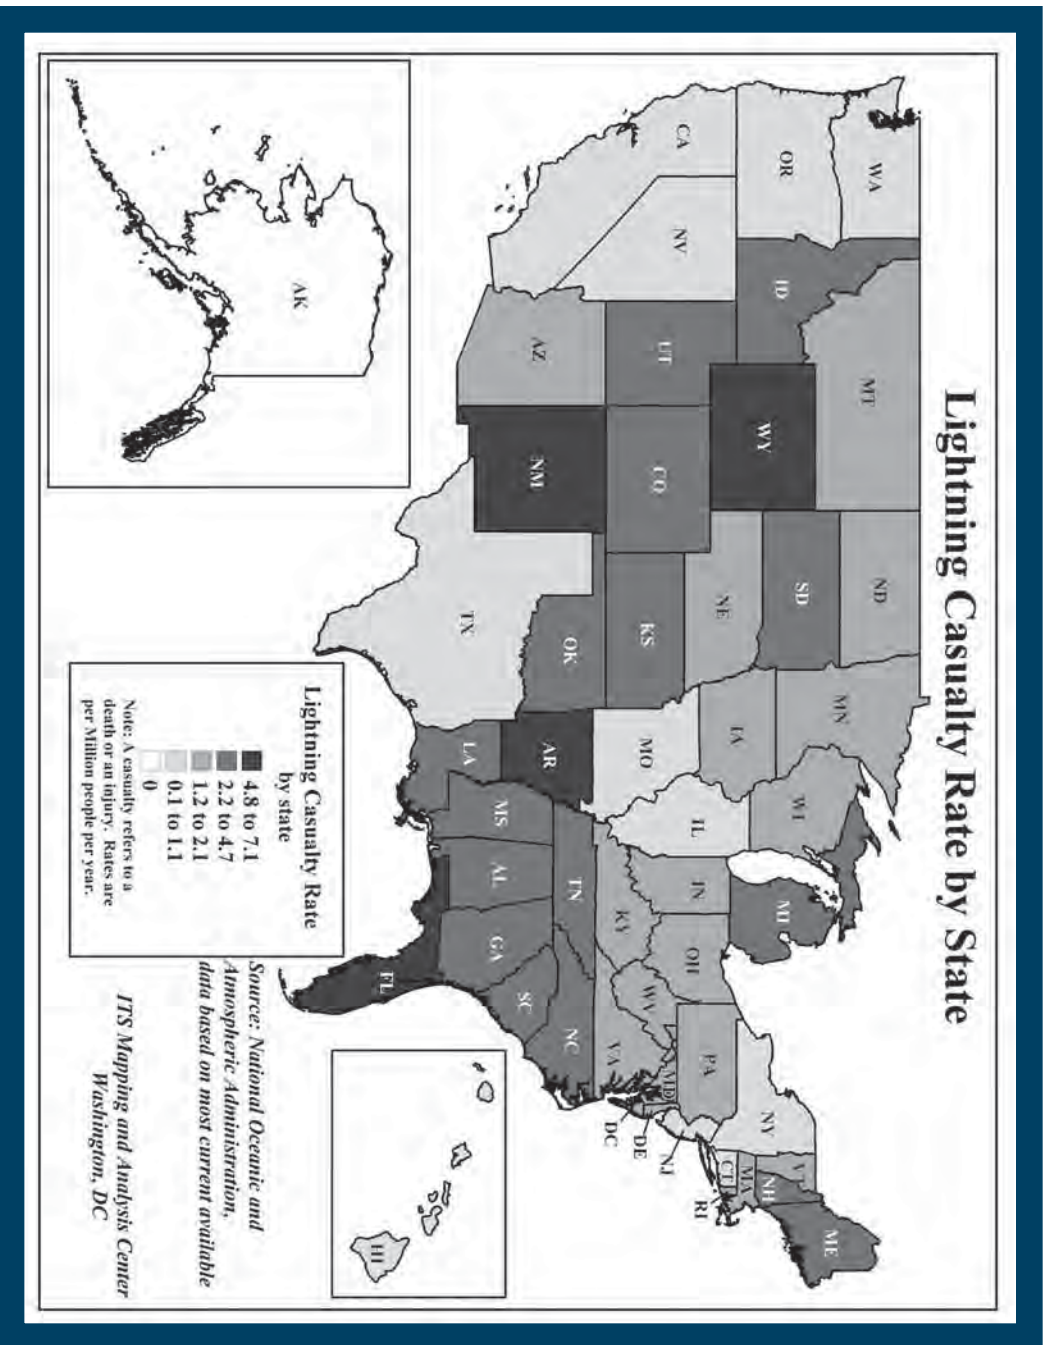 Lightning Casualty Rate by State
WA
OR
CA
NV
ID
MT
WY
UT
AZ
CO
NM
ND
SD
NE
KS
OK
TX
MN
IA
MO
AR
LA
WI
IL
MI
IN
OH
KY
TN
MS
AL
GA
FL
SC
NC
VA
WV
PA
MD
DC
DE
NJ
NY
CT
RI
MA
VT
NH
ME
AK
HI
Lightning Casualty Rate
by state
4.8 to 7.1
2.2 to 4.7
1.2 to 2.1
0.1 to 1.1
0
Note: A casualty refers to a
death or an injury. Rates are
per Million people per year.
Source: National Oceanic and
Atmospheric Administration,
data based on most current available
ITS Mapping and Analysis Center
Washington, DC